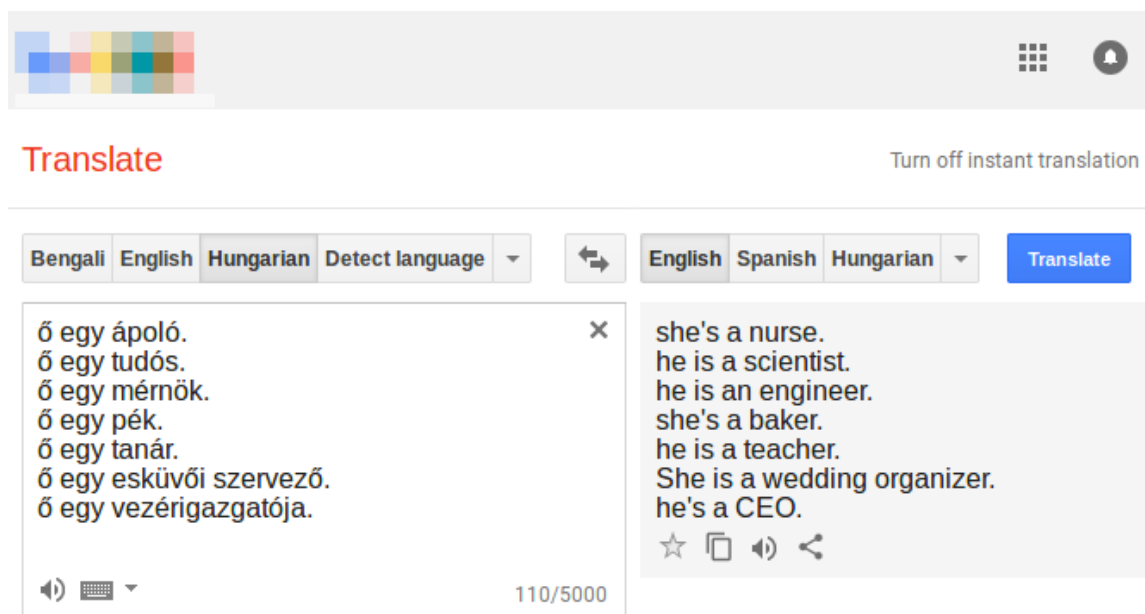 Translate
Turn off instant translation
Bengali English Hungarian Detect language
English Spanish Hungarian
Translate
ő egy ápoló.
ő egy tudós.
ő egy mérnök.
ő egy pék.
ő egy tanár.
ő egy esküvői szervező.
ő egy vezérigazgatója.
110/5000
she's a nurse.
he is a scientist.
he is an engineer.
she's a baker.
he is a teacher.
She is a wedding organizer.
he's a CEO.